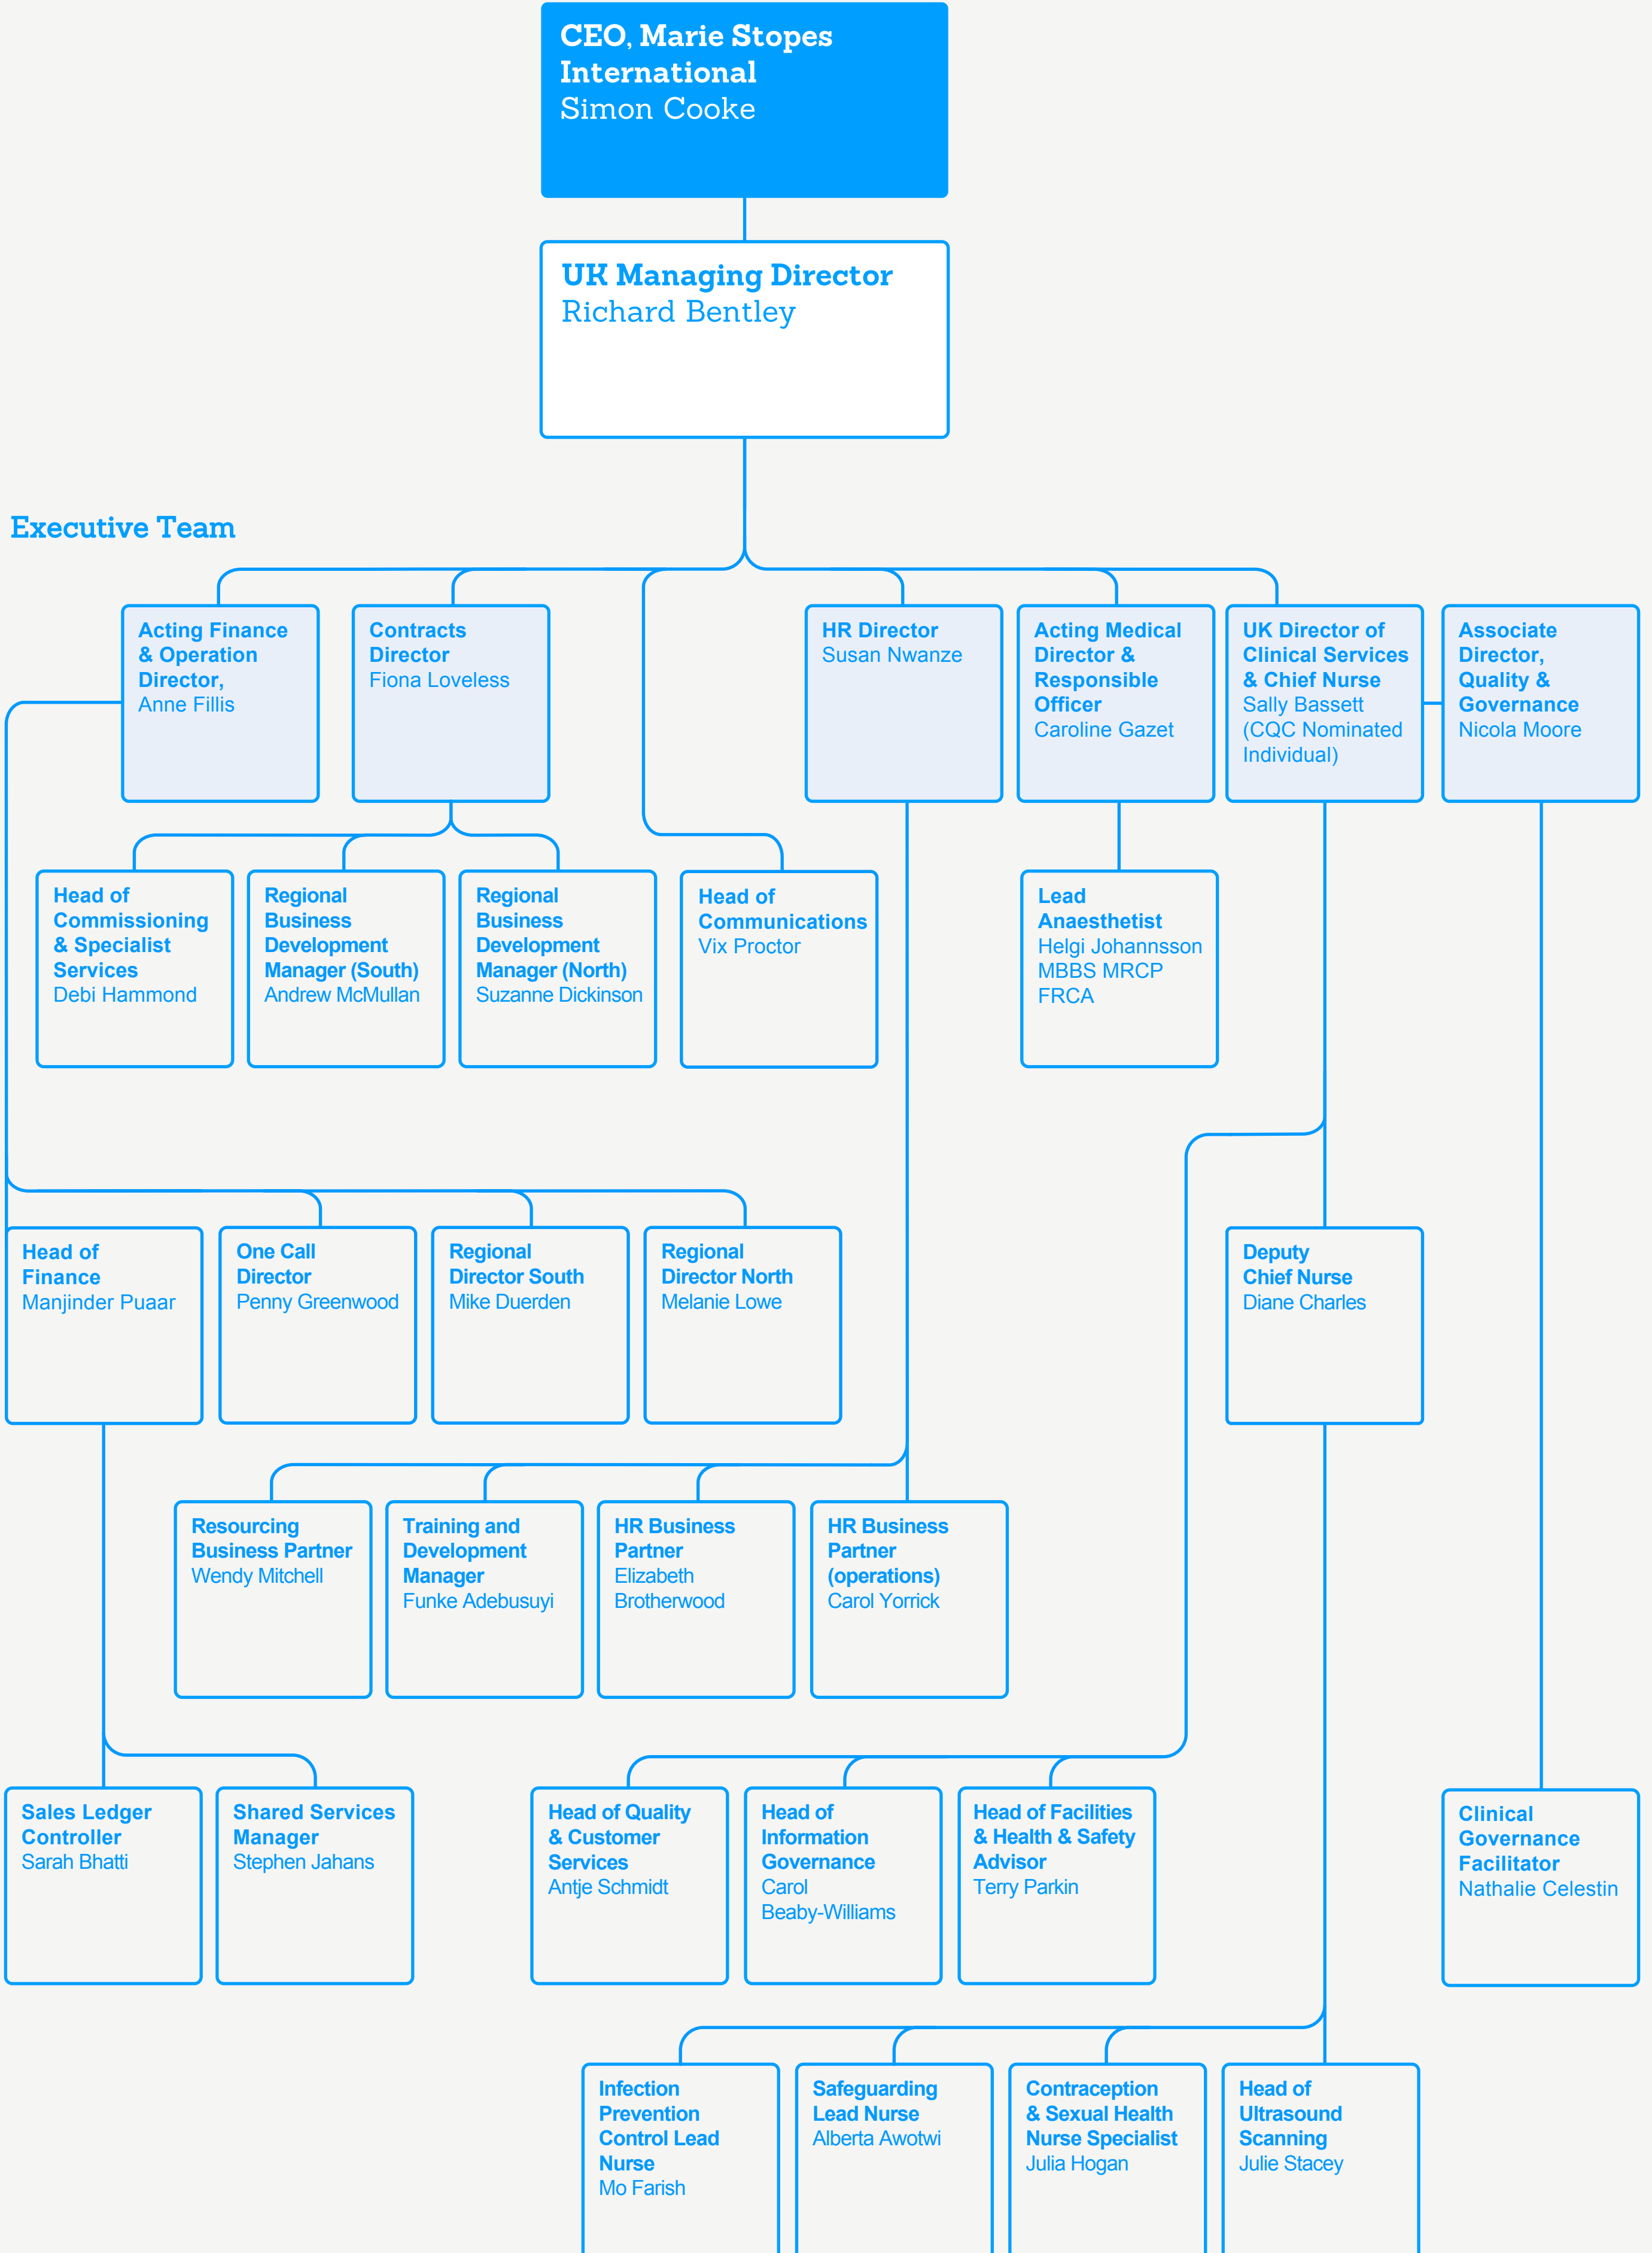 CEO, Marie Stopes
International
Simon Cooke
UK Managing Director
Richard Bentley
Executive Team
Acting Finance
& Operation
Director,
Anne Fillis
Contracts
Director
Fiona Loveless
HR Director
Susan Nwanze
Acting Medical
Director &
Responsible
Officer
Caroline Gazet
UK Director of
Clinical Services
& Chief Nurse
Sally Bassett
(CQC Nominated
Individual)
Associate
Director,
Quality &
Governance
Nicola Moore
Head of
Commissioning
& Specialist
Services
Debi Hammond
Regional
Business
Development
Manager (South)
Andrew McMullan
Regional
Business
Development
Manager (North)
Suzanne Dickinson
Head of
Communications
Vix Proctor
Lead
Anaesthetist
Helgi Johannsson
MBBS MRCP
FRCA
Head of
Finance
Manjinder Puaar
One Call
Director
Penny Greenwood
Regional
Director South
Mike Duerden
Regional
Director North
Melanie Lowe
Deputy
Chief Nurse
Diane Charles
Resourcing
Business Partner
Wendy Mitchell
Training and
Development
Manager
Funke Adebusuyi
HR Business
Partner
Elizabeth
Brotherwood
HR Business
Partner
(operations)
Carol Yorrick
Sales Ledger
Controller
Sarah Bhatti
Shared Services
Manager
Stephen Jahans
Head of Quality
& Customer
Services
Antje Schmidt
Head of
Information
Governance
Carol
Beaby-Williams
Head of Facilities
& Health & Safety
Advisor
Terry Parkin
Clinical
Governance
Facilitator
Nathalie Celestin
Infection
Prevention
Control Lead
Nurse
Mo Farish
Safeguarding
Lead Nurse
Alberta Awotwi
Contraception
& Sexual Health
Nurse Specialist
Julia Hogan
Head of
Ultrasound
Scanning
Julie Stacey